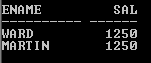 ENAME             SAL
---------- ----------
WARD             1250
MARTIN           1250